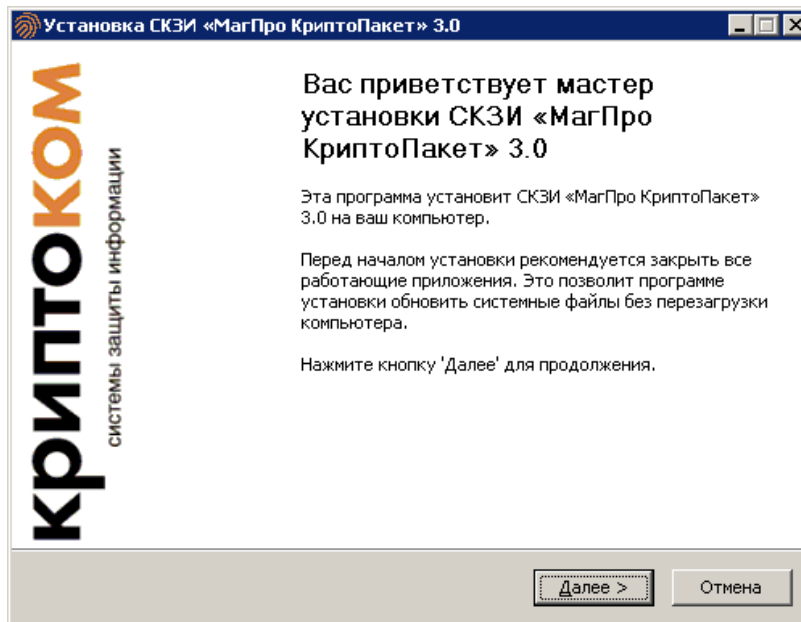 Установка СКЗИ «МагПро КриптоПакет» 3.0
криптоком
системы защиты информации
Вас приветствует мастер
установки СКЗИ «МагПро
КриптоПакет» 3.0
Эта программа установит СКЗИ «МагПро КриптоПакет»
3.0 на ваш компьютер.
Перед началом установки рекомендуется закрыть все
работающие приложения. Это позволит программе
установки обновить системные файлы без перезагрузки
компьютера.
Нажмите кнопку 'Далее' для продолжения.
Далее >
Отмена